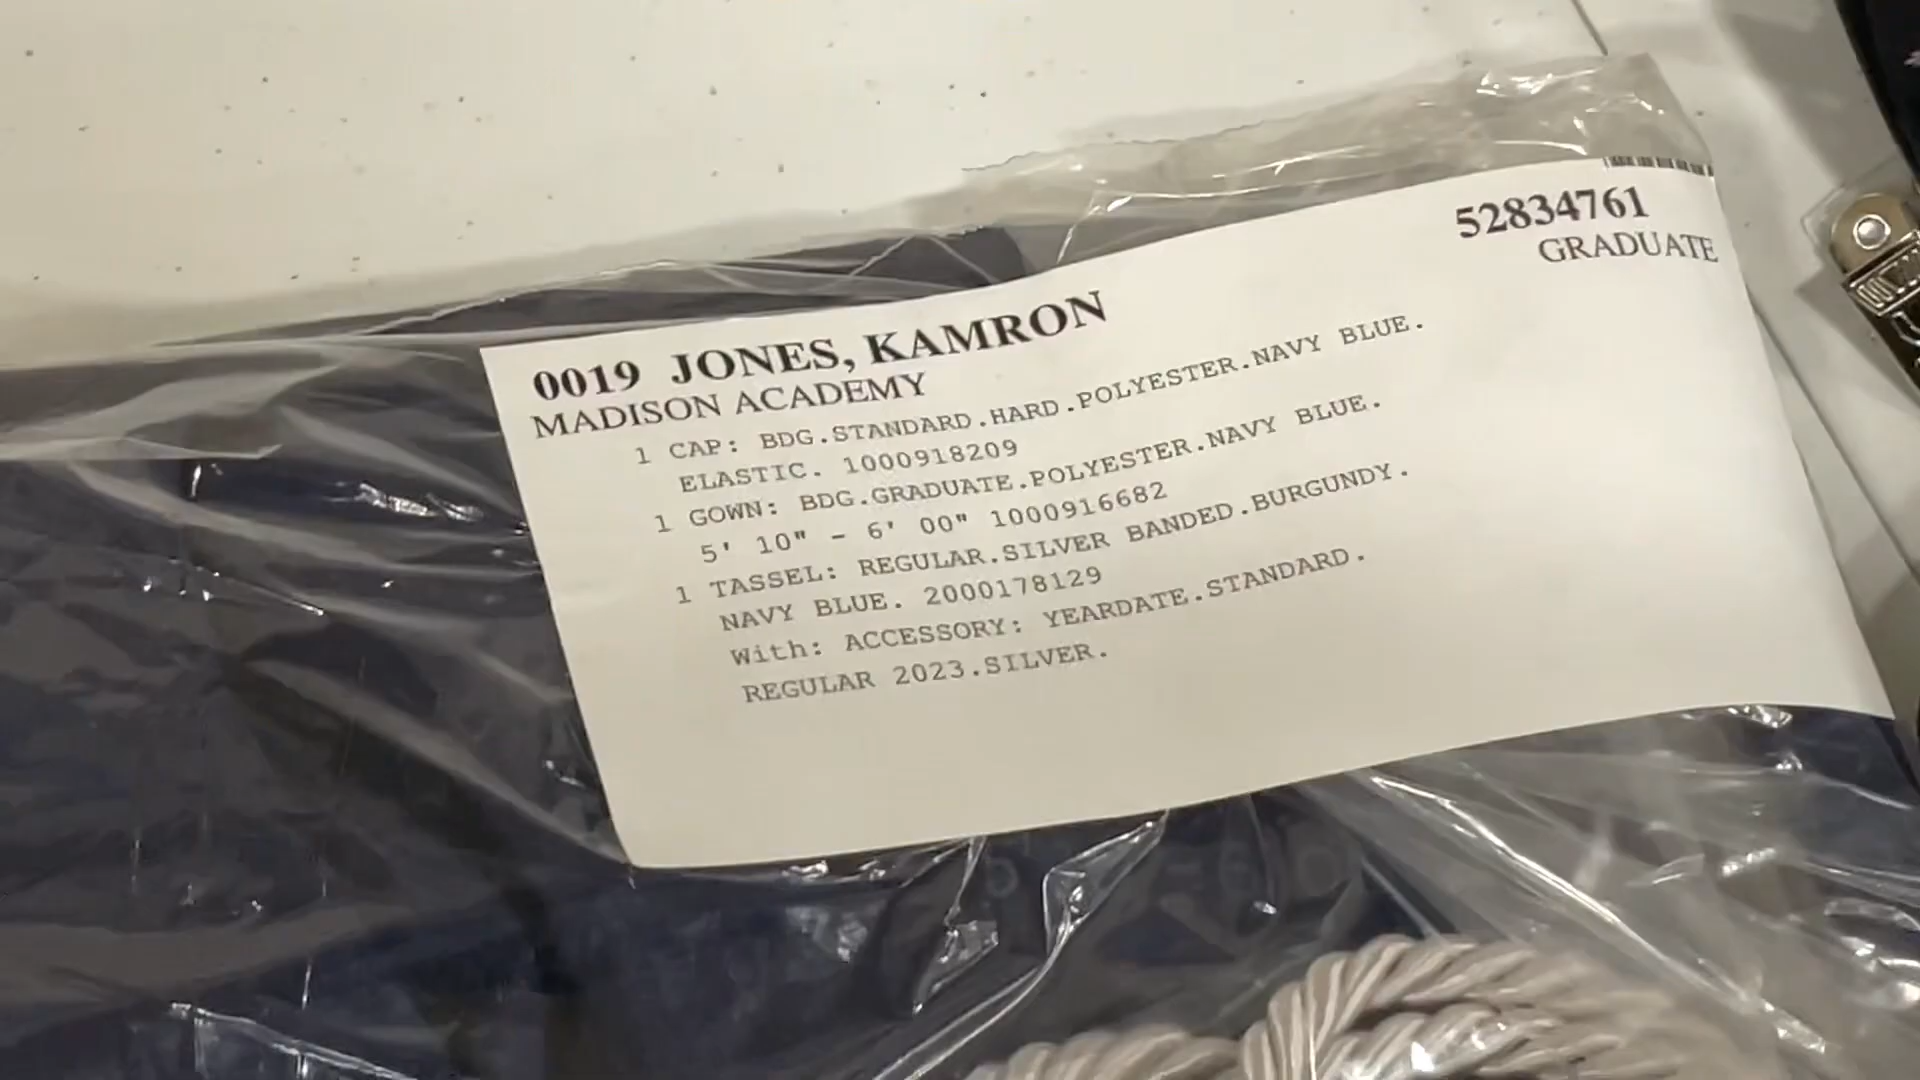 52834761
GRADUATE
0019 JONES, KAMRON
MADISON ACADEMY
1 CAP: BDG.STANDARD.HARD.POLYESTER.NAVY BLUE.
ELASTIC. 1000918209
1 GOWN: BDG.GRADUATE.POLYESTER.NAVY BLUE.
5' 10" - 6' 00" 1000916682
1 TASSEL: REGULAR.SILVER BANDED.BURGUNDY.
NAVY BLUE. 2000178129
With: ACCESSORY: YEARDATE.STANDARD.
REGULAR 2023.SILVER.